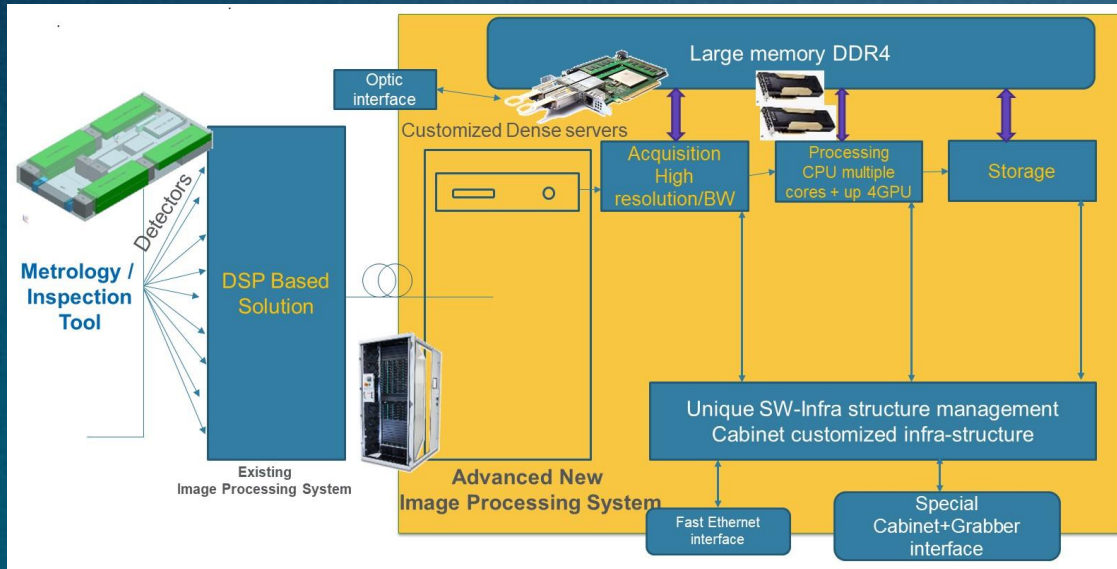 Large memory DDR4
Optic
interface
Customized Dense servers
Acquisition
High
resolution/BW
Processing
CPU multiple
cores + up 4GPU
Storage
Detectors
Metrology /
Inspection
Tool
DSP Based
Solution
Unique SW-Infra structure management
Cabinet customized infra-structure
Existing
Image Processing System
Advanced New
Image Processing System
Fast Ethernet
interface
Special
Cabinet+Grabber
interface